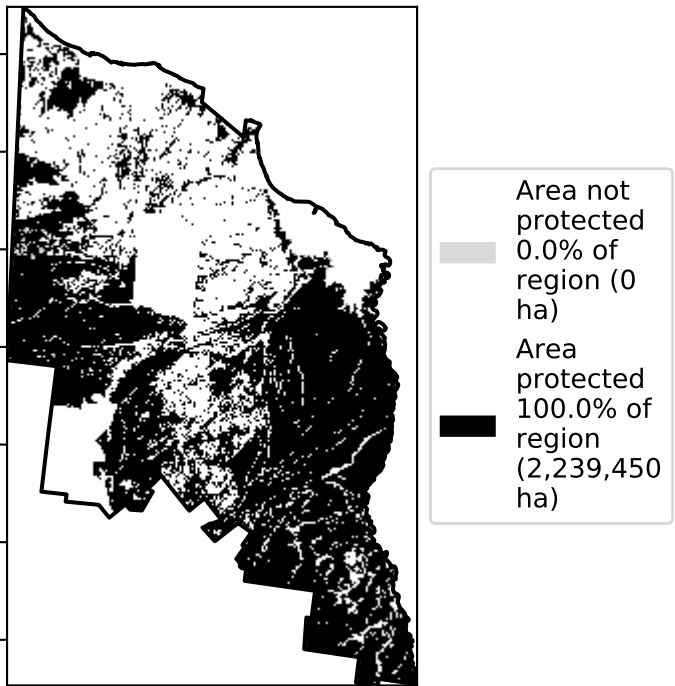 Area not
protected
0.0% of
region (0
ha)
Area
protected
100.0% of
region
(2,239,450
ha)